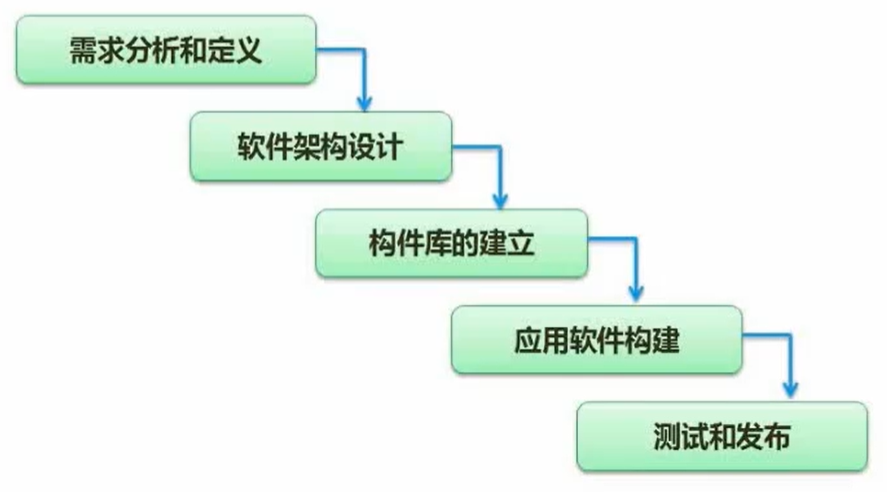 需求分析和定义
软件架构设计
构件库的建立
应用软件构建
测试和发布